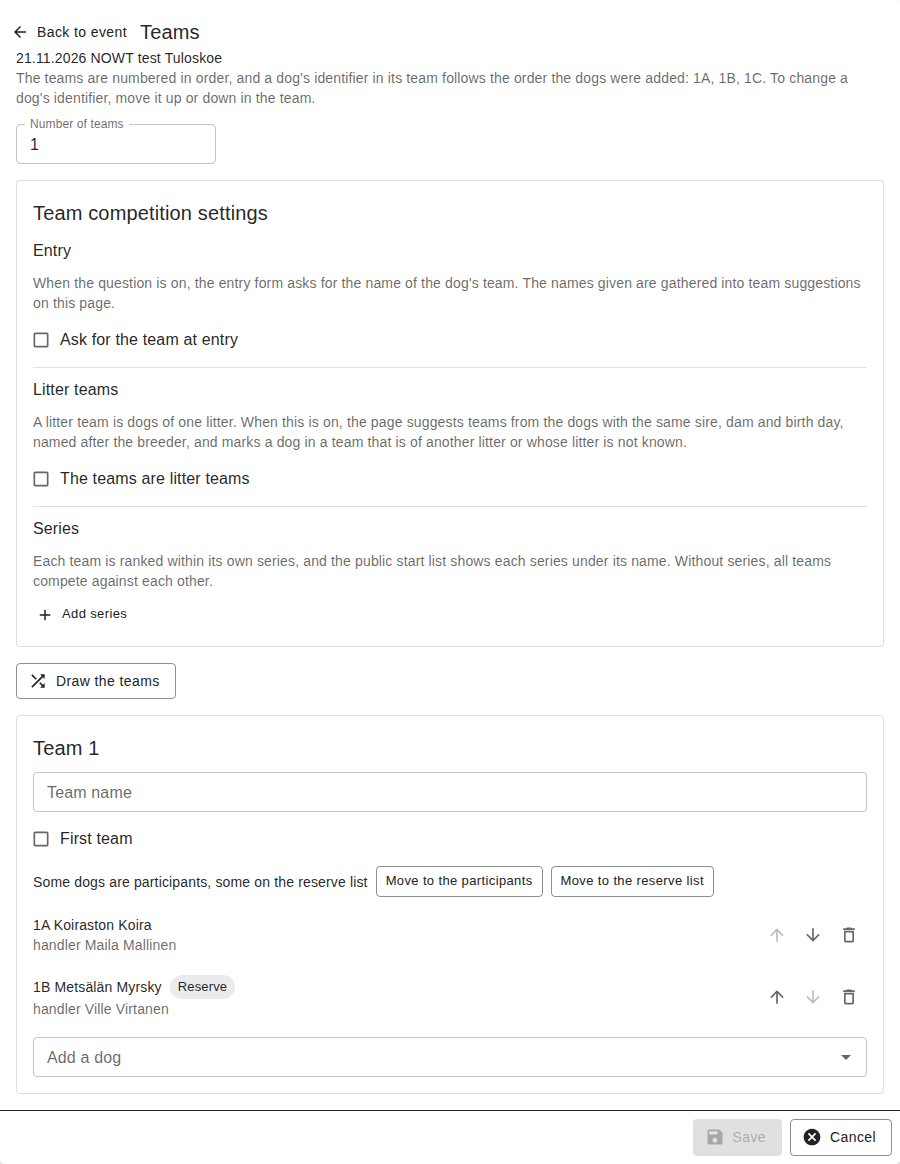 Back to event Teams
21.11.2026 NOWT test Tuloskoe
The teams are numbered in order, and a dog's identifier in its team follows the order the dogs were added: 1A, 1B, 1C. To change a
dog's identifier, move it up or down in the team.
Number of teams
1
Team competition settings
Entry
When the question is on, the entry form asks for the name of the dog's team. The names given are gathered into team suggestions
on this page.
Ask for the team at entry
Litter teams
A litter team is dogs of one litter. When this is on, the page suggests teams from the dogs with the same sire, dam and birth day,
named after the breeder, and marks a dog in a team that is of another litter or whose litter is not known.
The teams are litter teams
Series
Each team is ranked within its own series, and the public start list shows each series under its name. Without series, all teams
compete against each other.
Add series
Draw the teams
Team 1
Team name
First team
Some dogs are participants, some on the reserve list Move to the participants Move to the reserve list
1A Koiraston Koira
handler Maila Mallinen
1B Metsälän Myrsky Reserve
handler Ville Virtanen
Add a dog
Save Cancel